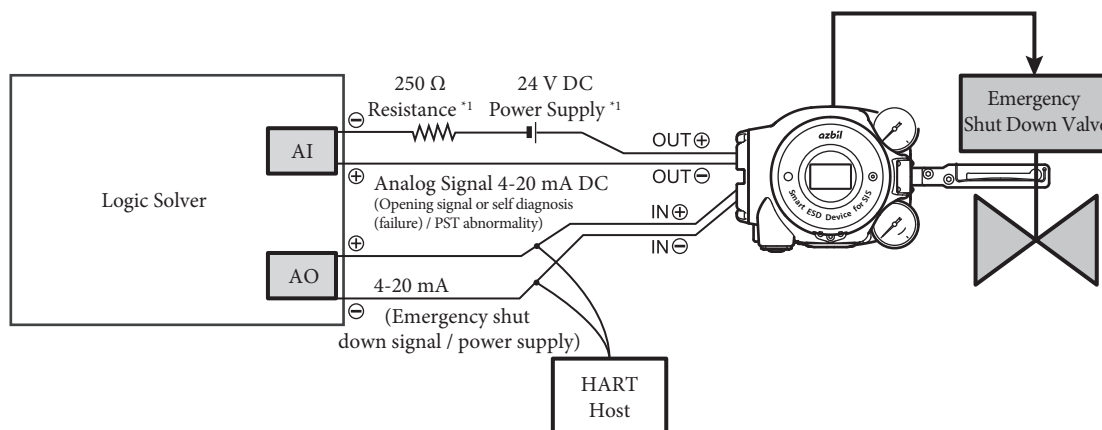 250 Ω
Resistance *1
24 V DC
Power Supply *1
Emergency
Shut Down Valve
azbil
Smart ESD Device for SIS
⊖
AI
⊕
OUT⊕
OUT⊖
Analog Signal 4-20 mA DC
(Opening signal or self diagnosis
(failure) / PST abnormality)
Logic Solver
IN⊕
IN⊖
⊕
AO
⊖
4-20 mA
(Emergency shut
down signal / power supply)
HART
Host